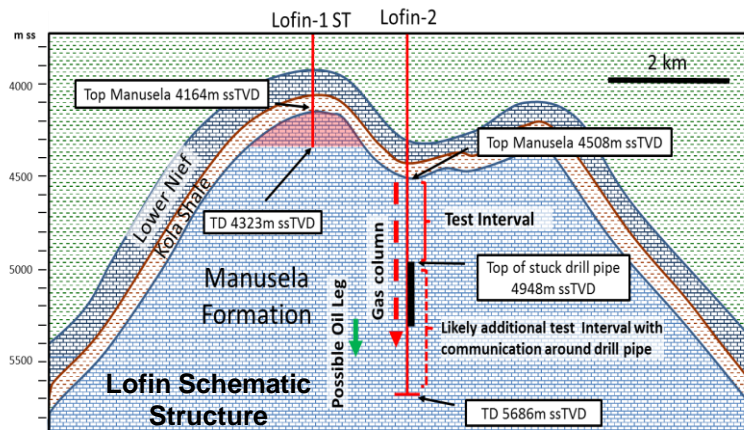 Lofin-1 ST
Lofin-2
m ss
4000
4500
5000
5500
2 km
Top Manusela 4164m ssTVD
Top Manusela 4508m ssTVD
Lower Nief
Kola Shale
TD 4323m ssTVD
Test Interval
Gas column
Manusela
Formation
Top of stuck drill pipe
4948m ssTVD
Possible Oil Leg
Likely additional test Interval with
communication around drill pipe
Lofin Schematic
Structure
TD 5686m ssTVD